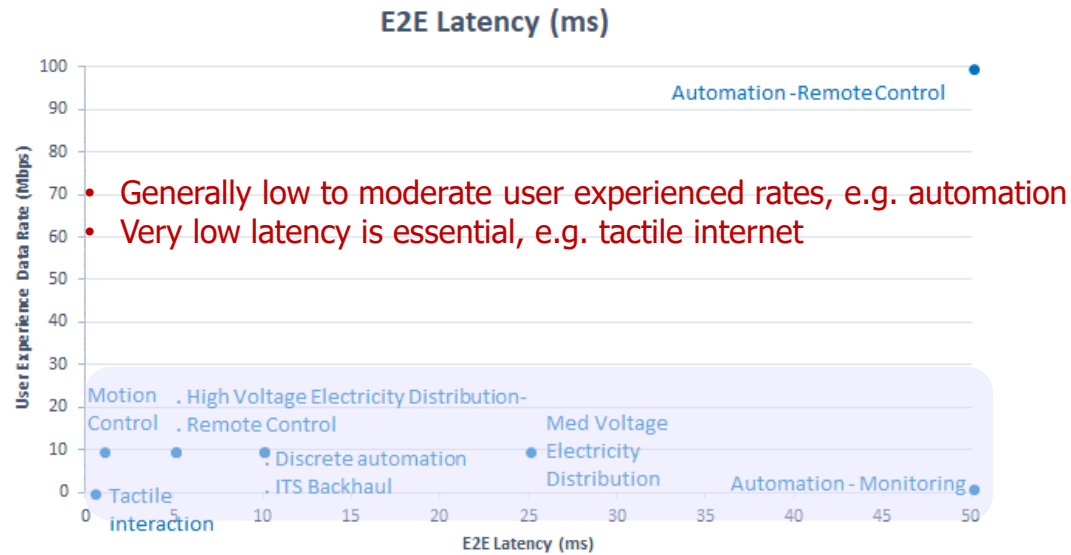 E2E Latency (ms)
100
Automation -RemoteControl
90
80
• Generally low to moderate user experienced rates, e.g. automation
70
• Very low latency is essential, e.g. tactile internet
60
50
40
30
20
10
0
User Experience Data Rate (Mbps)
Motion
Control
. High Voltage Electricity Distribution-
. Remote Control
Med Voltage
Electricity
Distribution
. Discrete automation
. ITS Backhaul
Automation - Monitoring
Tactile
interaction
0 5 10 15 20 25 30 35 40 45 50
E2E Latency (ms)